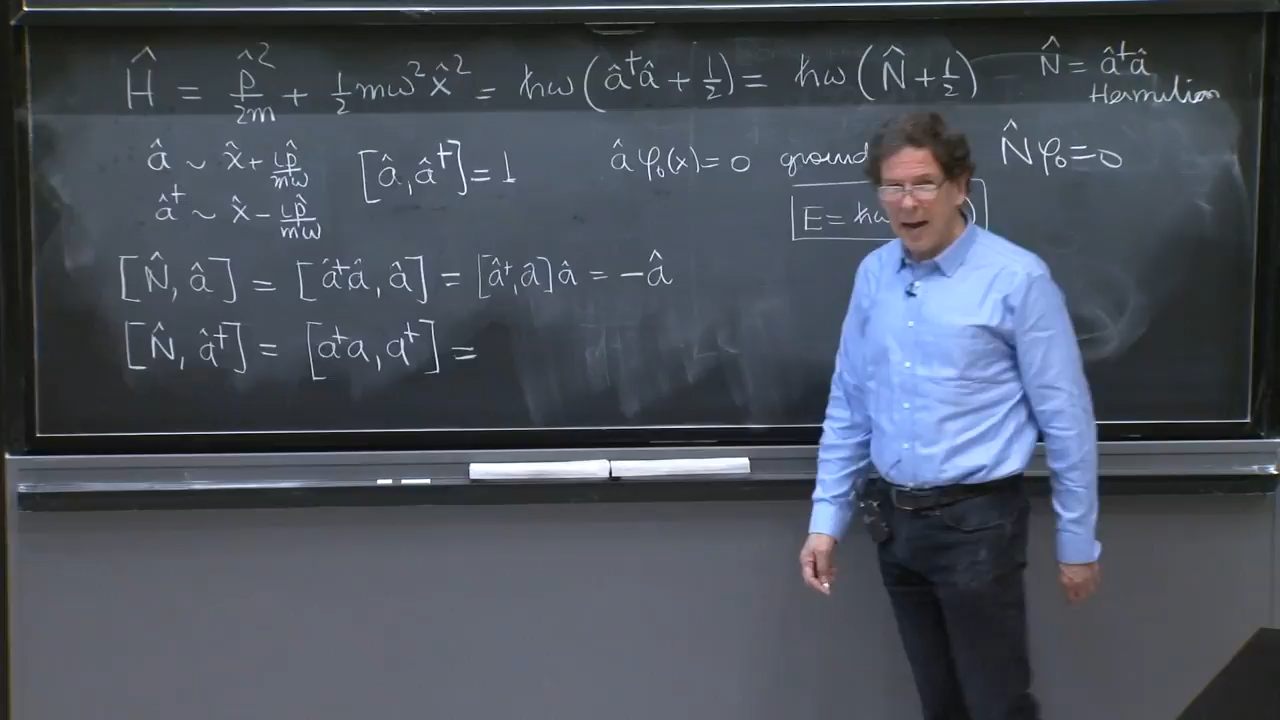 Ĥ = p̂²/2m + ½mω²x̂² = ħω(â†â + ½) = ħω(N̂ + ½)  N̂ = â†â
Hermitian
â ~ x̂ + ip̂/mω  [â, â†] = 1  âφ₀(x) = 0 ground  N̂φ₀ = 0
â† ~ x̂ − ip̂/mω  E = ħω
[N̂, â] = [â†â, â] = [â†, â]â = −â
[N̂, â†] = [a†a, a†] =